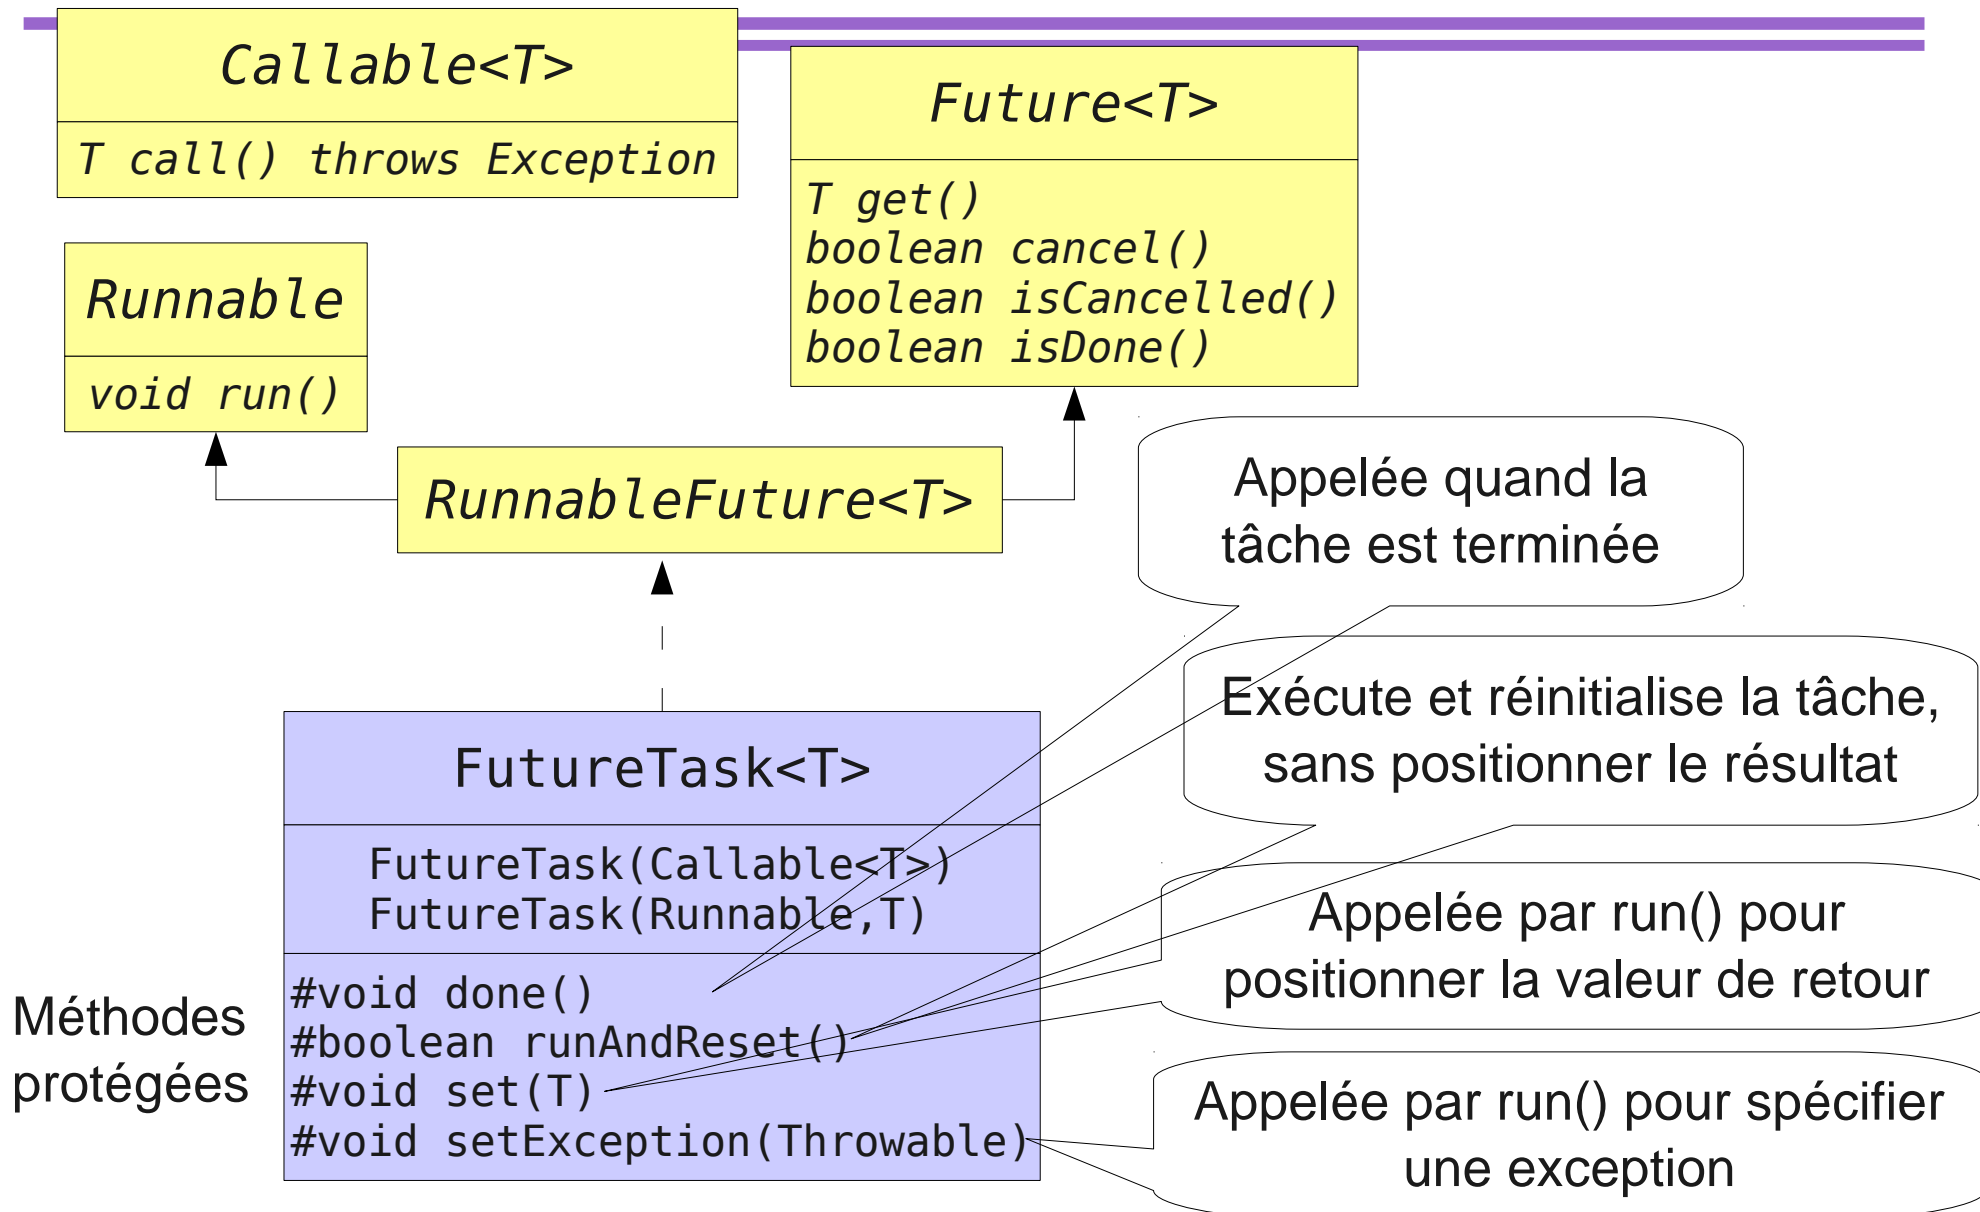 Callable<T>
T call() throws Exception
Future<T>
T get()
boolean cancel()
boolean isCancelled()
boolean isDone()
Runnable
void run()
RunnableFuture<T>
Appelée quand la
tâche est terminée
Exécute et réinitialise la tâche,
sans positionner le résultat
FutureTask<T>
FutureTask(Callable<T>)
FutureTask(Runnable,T)
Appelée par run() pour
positionner la valeur de retour
Méthodes
protégées
#void done()
#boolean runAndReset()
#void set(T)
#void setException(Throwable)
Appelée par run() pour spécifier
une exception